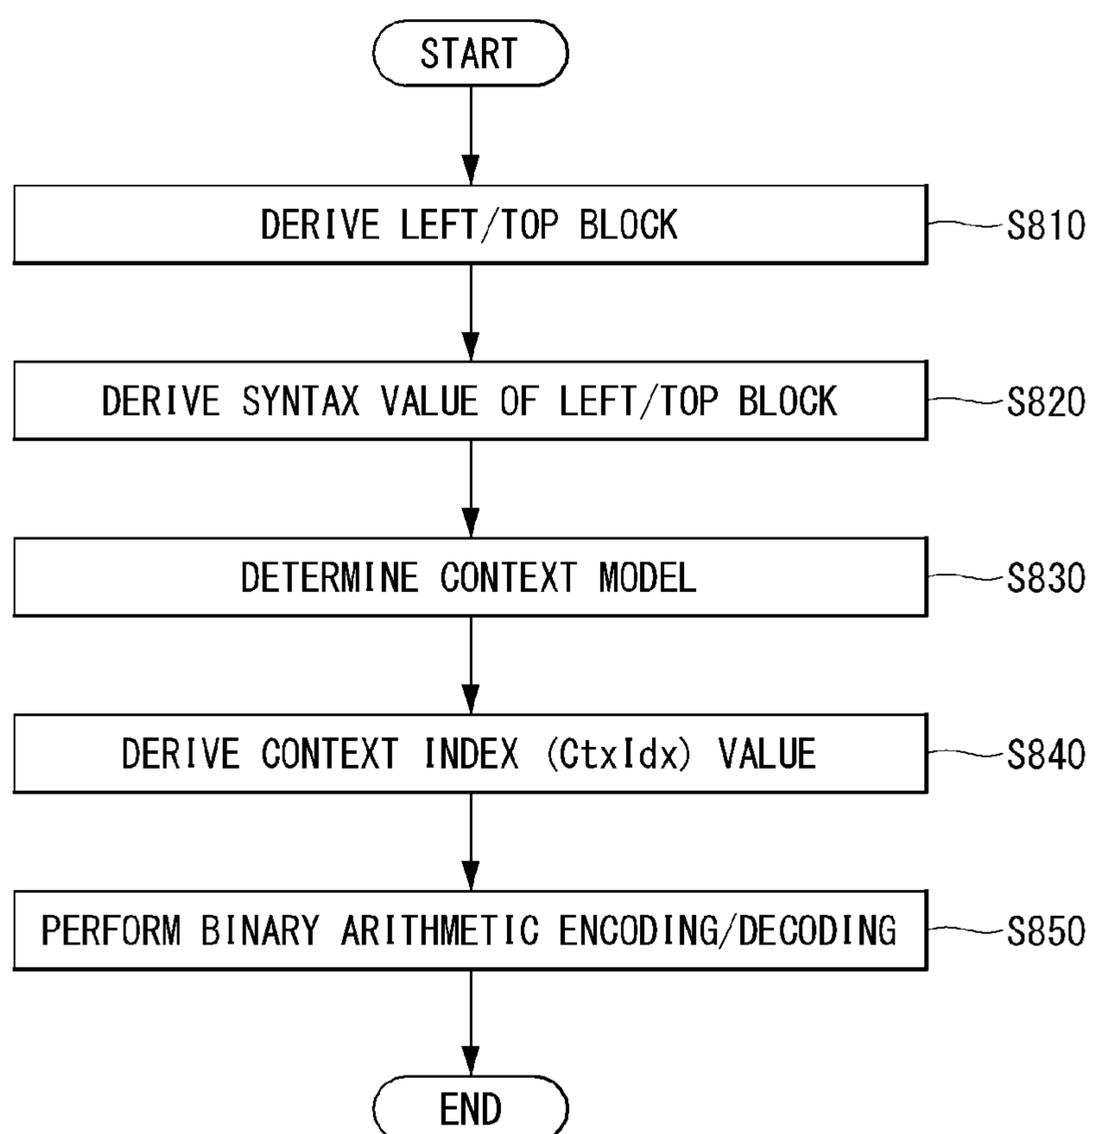 START
DERIVE LEFT/TOP BLOCK
S810
DERIVE SYNTAX VALUE OF LEFT/TOP BLOCK
S820
DETERMINE CONTEXT MODEL
S830
DERIVE CONTEXT INDEX (CtxIdx) VALUE
S840
PERFORM BINARY ARITHMETIC ENCODING/DECODING
S850
END